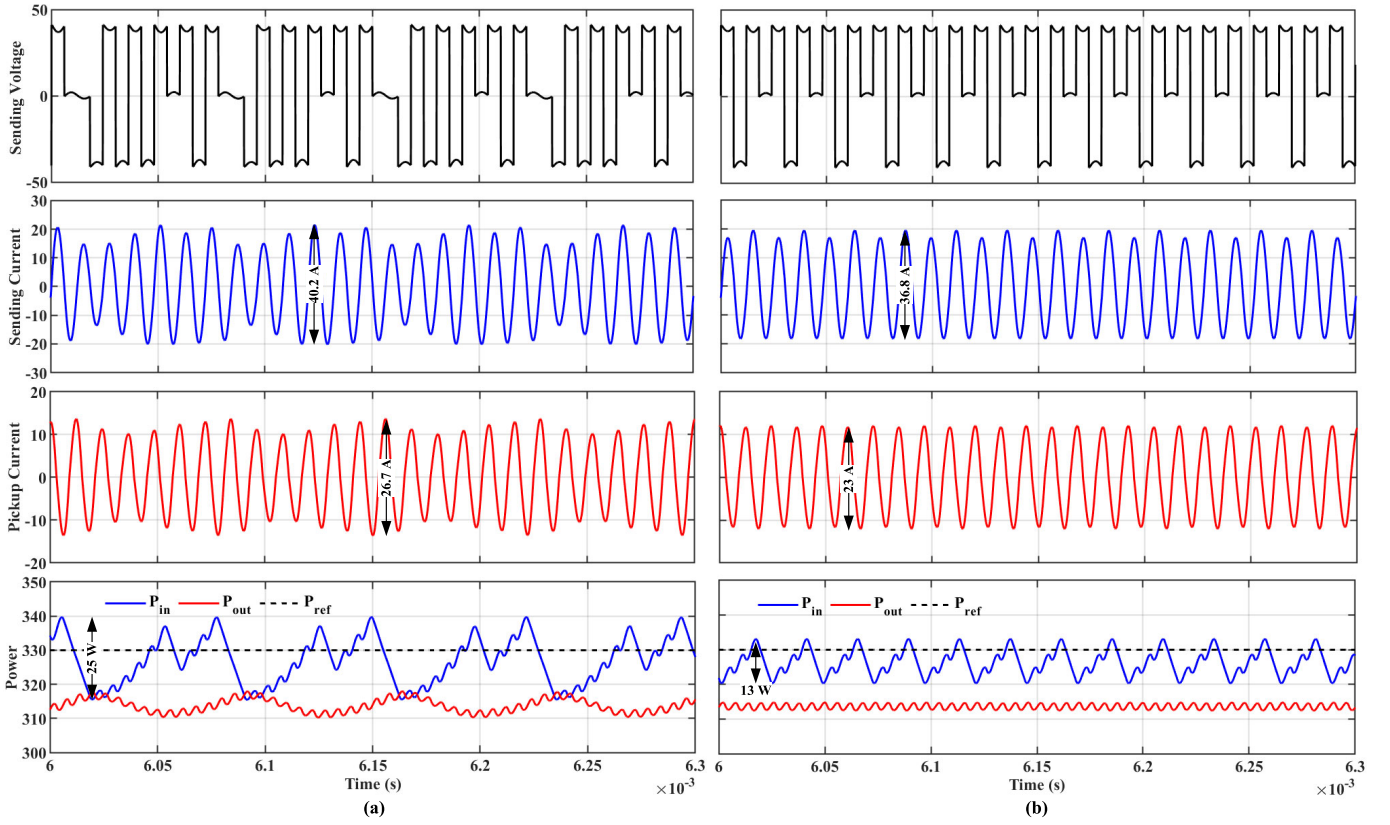 Sending Voltage
50
0
-50
Sending Current
30
20
10
0
-10
-20
-30
40.2 A
36.8 A
Pickup Current
20
10
0
-10
-20
26.7 A
23 A
Power
350
340
330
320
310
300
P_in P_out P_ref
25 W
P_in P_out P_ref
13 W
6 6.05 6.1 6.15 6.2 6.25 6.3
Time (s)
×10^-3
(a)
6 6.05 6.1 6.15 6.2 6.25 6.3
Time (s)
×10^-3
(b)